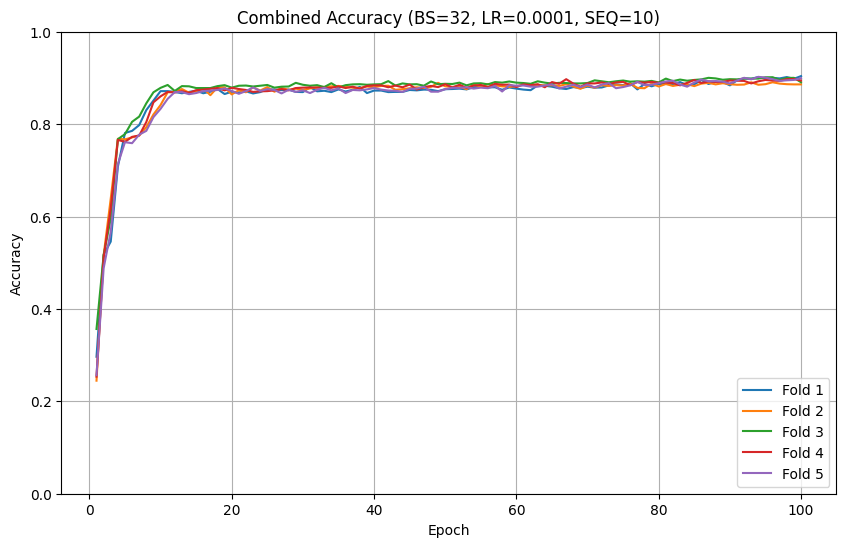 Combined Accuracy (BS=32, LR=0.0001, SEQ=10)
1.0
0.8
0.6
0.4
0.2
0.0
Accuracy
0 20 40 60 80 100
Epoch
Fold 1
Fold 2
Fold 3
Fold 4
Fold 5